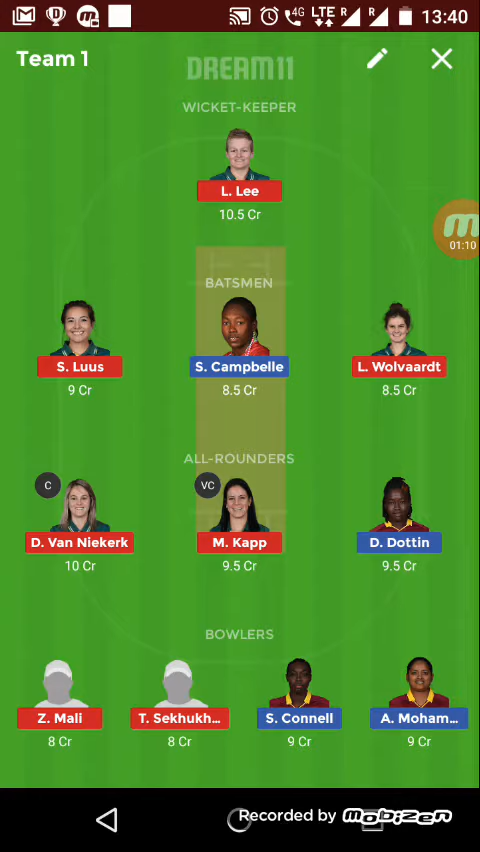 4G LTE R R 13:40
Team 1
DREAM11
WICKET-KEEPER
L. Lee
10.5 Cr
01:10
BATSMEN
S. Luus
S. Campbelle
L. Wolvaardt
9 Cr
8.5 Cr
8.5 Cr
ALL-ROUNDERS
C
VC
D. Van Niekerk
M. Kapp
D. Dottin
10 Cr
9.5 Cr
9.5 Cr
BOWLERS
Z. Mali
T. Sekhukh...
S. Connell
A. Moham...
8 Cr
8 Cr
9 Cr
9 Cr
Recorded by Mobizen